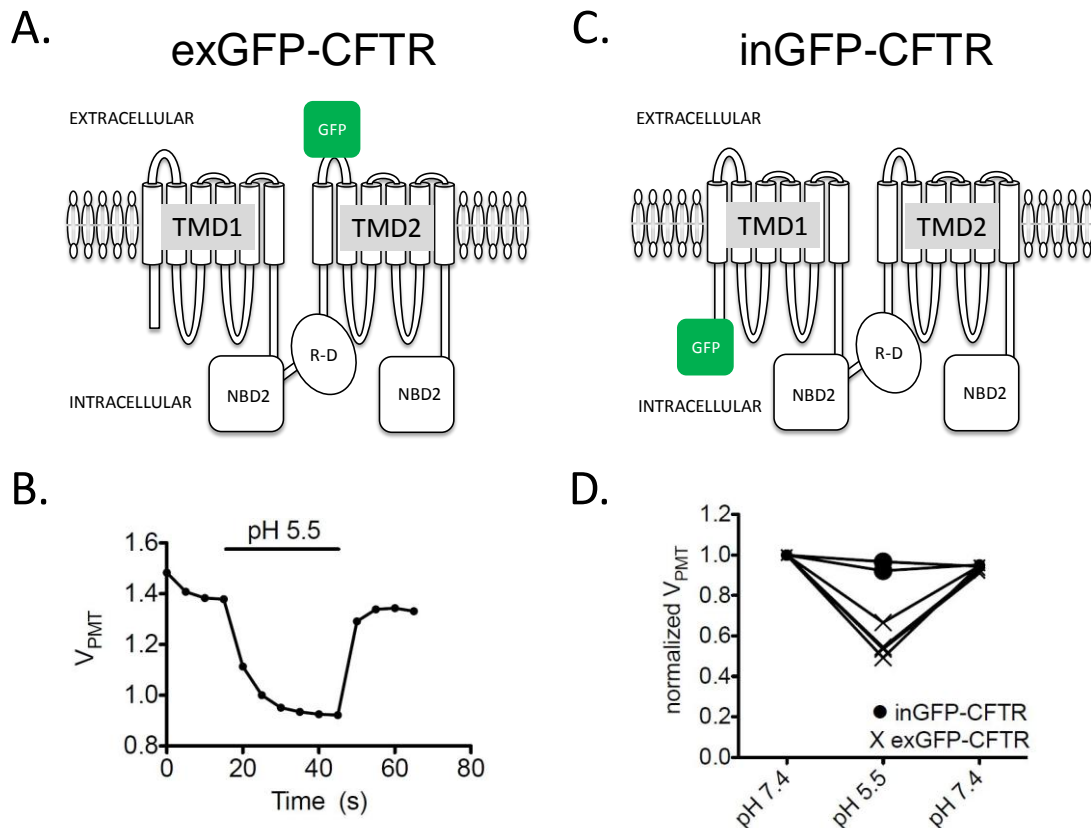 A.
exGFP-CFTR
EXTRACELLULAR
GFP
TMD1
TMD2
R-D
NBD2
NBD2
INTRACELLULAR
C.
inGFP-CFTR
EXTRACELLULAR
TMD1
TMD2
GFP
R-D
NBD2
NBD2
INTRACELLULAR
B.
pH 5.5
1.6
1.4
1.2
1.0
0.8
VPMT
0
20
40
60
80
Time (s)
D.
1.2
1.0
0.8
0.6
0.4
0.2
0.0
normalized VPMT
inGFP-CFTR
X exGFP-CFTR
pH 7.4
pH 5.5
pH 7.4